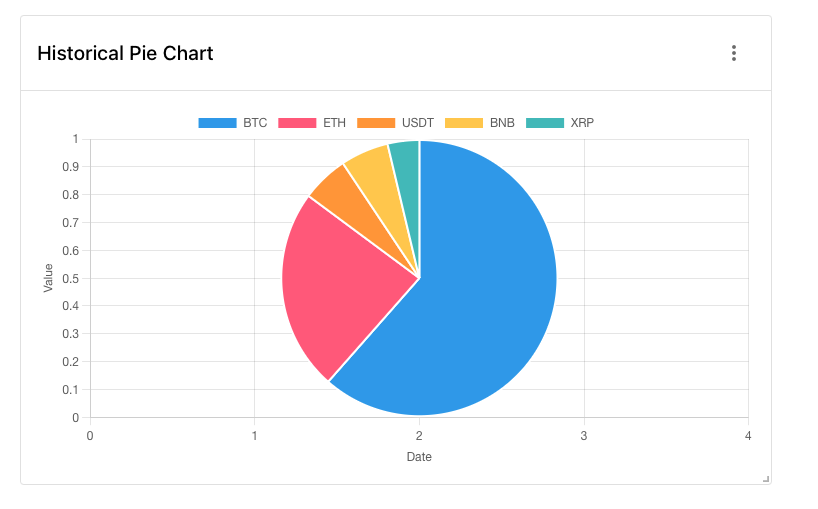 Historical Pie Chart
BTC ETH USDT BNB XRP
1
0.9
0.8
0.7
0.6
0.5
0.4
0.3
0.2
0.1
0
Value
0 1 2 3 4
Date